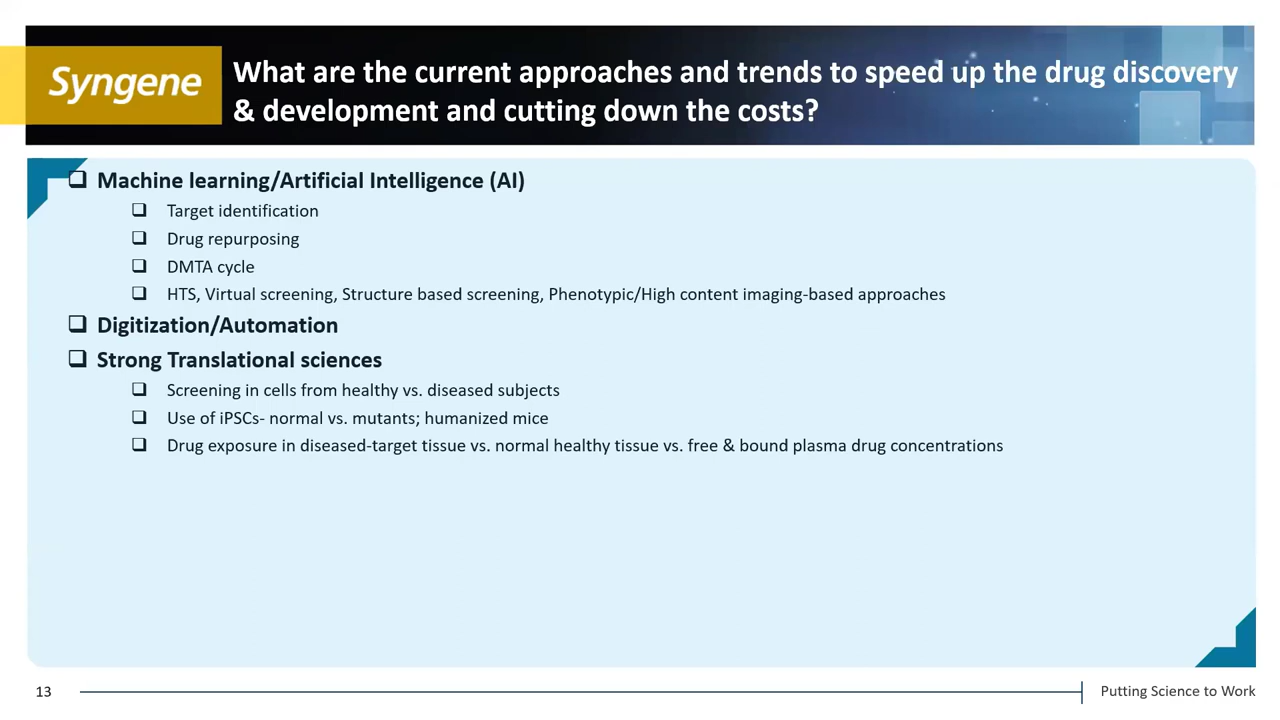 Syngene
What are the current approaches and trends to speed up the drug discovery
& development and cutting down the costs?
Machine learning/Artificial Intelligence (AI)
Target identification
Drug repurposing
DMTA cycle
HTS, Virtual screening, Structure based screening, Phenotypic/High content imaging-based approaches
Digitization/Automation
Strong Translational sciences
Screening in cells from healthy vs. diseased subjects
Use of iPSCs- normal vs. mutants; humanized mice
Drug exposure in diseased-target tissue vs. normal healthy tissue vs. free & bound plasma drug concentrations
13
Putting Science to Work